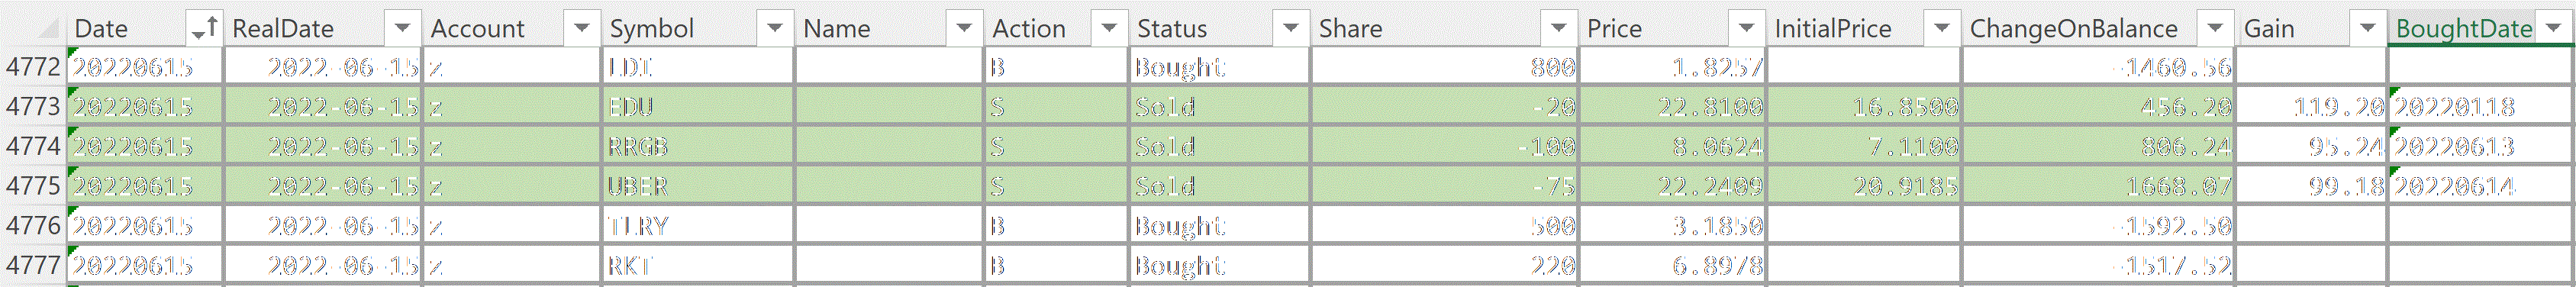 Date RealDate Account Symbol Name Action Status Share Price InitialPrice ChangeOnBalance Gain BoughtDate
4772 20220615 2022-06-15 z LDI B Bought 800 1.8257 -1460.56
4773 20220615 2022-06-15 z EDU S Sold -20 22.8100 16.8500 456.20 119.20 20220118
4774 20220615 2022-06-15 z RRGB S Sold -100 8.0624 7.1100 806.24 95.24 20220613
4775 20220615 2022-06-15 z UBER S Sold -75 22.2409 20.9185 1668.07 99.18 20220614
4776 20220615 2022-06-15 z TLRY B Bought 500 3.1850 -1592.50
4777 20220615 2022-06-15 z RKT B Bought 220 6.8978 -1517.52